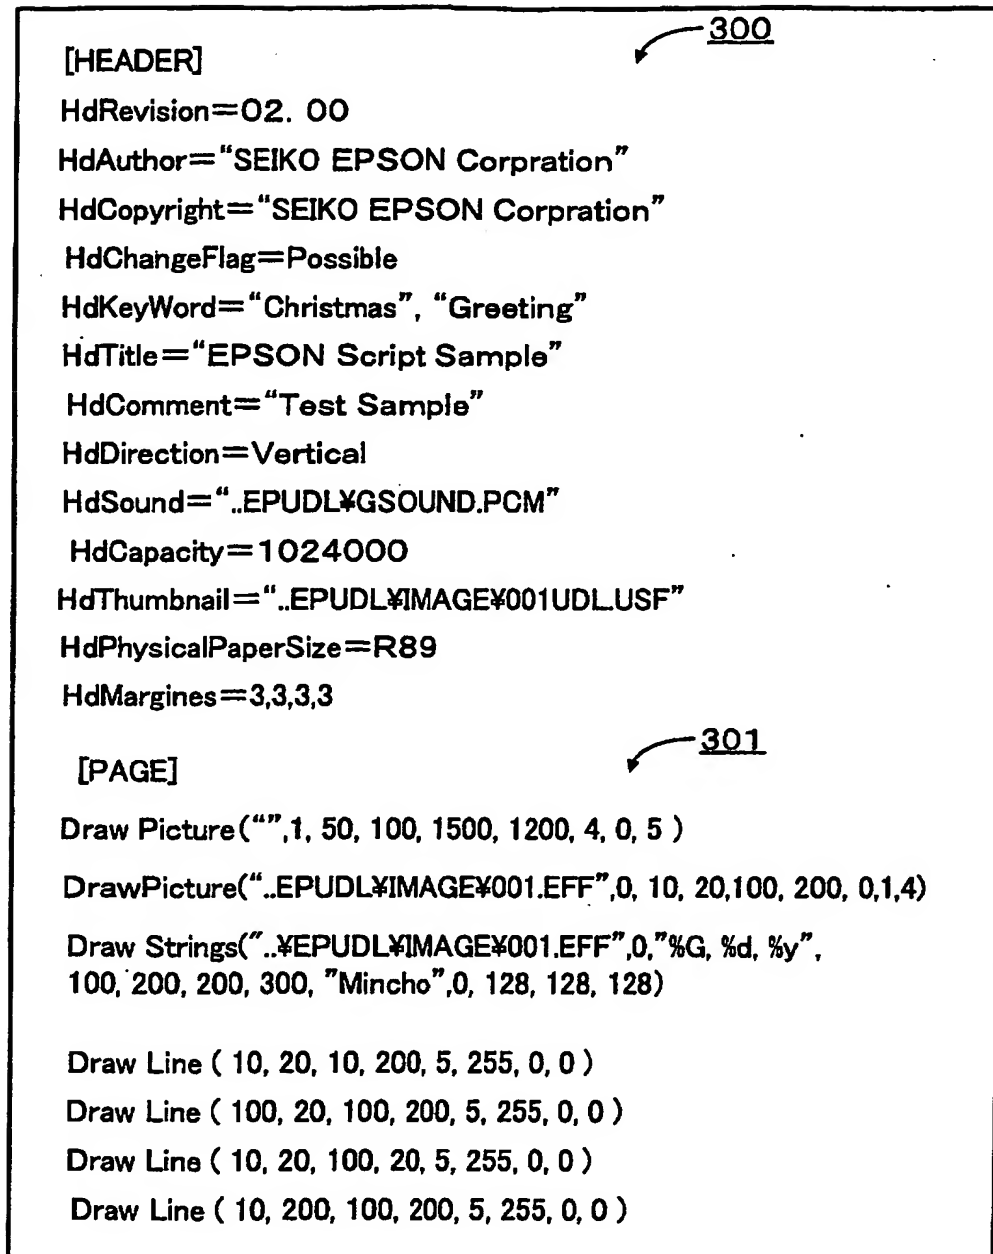 300
[HEADER]
HdRevision=02. 00
HdAuthor="SEIKO EPSON Corpration"
HdCopyright="SEIKO EPSON Corpration"
HdChangeFlag=Possible
HdKeyWord="Christmas", "Greeting"
HdTitle="EPSON Script Sample"
HdComment="Test Sample"
HdDirection=Vertical
HdSound="..EPUDL¥GSOUND.PCM"
HdCapacity=1024000
HdThumbnail="..EPUDL¥IMAGE¥001UDL.USF"
HdPhysicalPaperSize=R89
HdMargines=3,3,3,3
301
[PAGE]
Draw Picture("",1, 50, 100, 1500, 1200, 4, 0, 5 )
DrawPicture("..EPUDL¥IMAGE¥001.EFF",0, 10, 20,100, 200, 0,1,4)
Draw Strings("..¥EPUDL¥IMAGE¥001.EFF",0,"%G, %d, %y",
100, 200, 200, 300, "Mincho",0, 128, 128, 128)
Draw Line ( 10, 20, 10, 200, 5, 255, 0, 0 )
Draw Line ( 100, 20, 100, 200, 5, 255, 0, 0 )
Draw Line ( 10, 20, 100, 20, 5, 255, 0, 0 )
Draw Line ( 10, 200, 100, 200, 5, 255, 0, 0 )